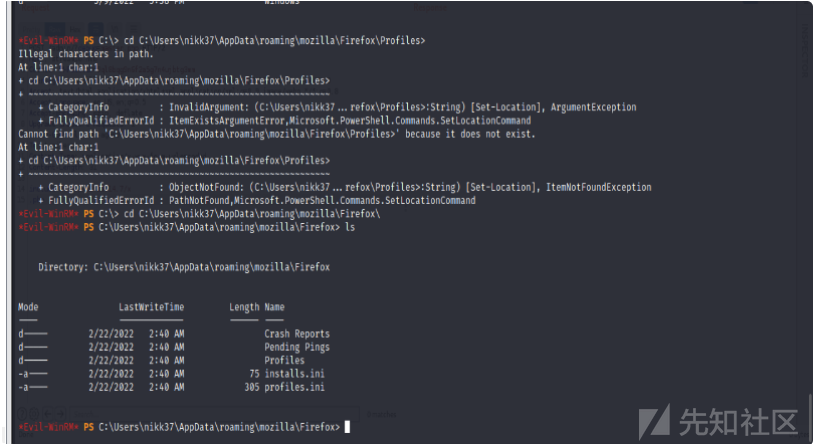 *Evil-WinRM* PS C:\> cd C:\Users\nikk37\AppData\roaming\mozilla\Firefox\Profiles>
Illegal characters in path.
At line:1 char:1
+ cd C:\Users\nikk37\AppData\roaming\mozilla\Firefox\Profiles>
+ ~~~~~~~~~~~~~~~~~~~~~~~~~~~~~~~~~~~~~~~~~~~~~~~~~~~~~~~~~~~~
+ CategoryInfo : InvalidArgument: (C:\Users\nikk37 ... refox\Profiles>:String) [Set-Location], ArgumentException
+ FullyQualifiedErrorId : ItemExistsArgumentError,Microsoft.PowerShell.Commands.SetLocationCommand
Cannot find path 'C:\Users\nikk37\AppData\roaming\mozilla\Firefox\Profiles>' because it does not exist.
At line:1 char:1
+ cd C:\Users\nikk37\AppData\roaming\mozilla\Firefox\Profiles>
+ ~~~~~~~~~~~~~~~~~~~~~~~~~~~~~~~~~~~~~~~~~~~~~~~~~~~~~~~~~~~~
+ CategoryInfo : ObjectNotFound: (C:\Users\nikk37 ... refox\Profiles>:String) [Set-Location], ItemNotFoundException
+ FullyQualifiedErrorId : PathNotFound,Microsoft.PowerShell.Commands.SetLocationCommand
*Evil-WinRM* PS C:\> cd C:\Users\nikk37\AppData\roaming\mozilla\Firefox\
*Evil-WinRM* PS C:\Users\nikk37\AppData\roaming\mozilla\Firefox> ls
Directory: C:\Users\nikk37\AppData\roaming\mozilla\Firefox
Mode LastWriteTime Length Name
d----- 2/22/2022 2:40 AM Crash Reports
d----- 2/22/2022 2:40 AM Pending Pings
d----- 2/22/2022 2:40 AM Profiles
-a---- 2/22/2022 2:40 AM 75 installs.ini
-a---- 2/22/2022 2:40 AM 305 profiles.ini
*Evil-WinRM* PS C:\Users\nikk37\AppData\roaming\mozilla\Firefox>
先知社区